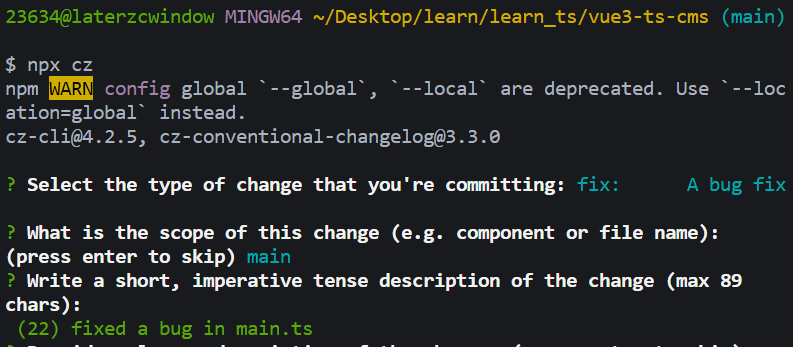 23634@laterzcwindow MINGW64 ~/Desktop/learn/learn_ts/vue3-ts-cms (main)
$ npx cz
npm WARN config global `--global`, `--local` are deprecated. Use `--loc
ation=global` instead.
cz-cli@4.2.5, cz-conventional-changelog@3.3.0
? Select the type of change that you're committing: fix:      A bug fix
? What is the scope of this change (e.g. component or file name):
(press enter to skip) main
? Write a short, imperative tense description of the change (max 89
chars):
(22) fixed a bug in main.ts